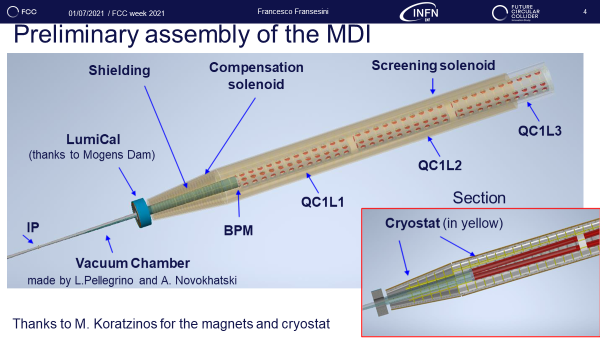 FCC
01/07/2021 / FCC week 2021
Francesco Fransesini
INFN
FUTURE
CIRCULAR
COLLIDER
4
Preliminary assembly of the MDI
Shielding
Compensation
solenoid
Screening solenoid
LumiCal
(thanks to Mogens Dam)
QC1L3
QC1L2
QC1L1
BPM
IP
Vacuum Chamber
made by L.Pellegrino and A. Novokhatski
Section
Cryostat (in yellow)
Thanks to M. Koratzinos for the magnets and cryostat